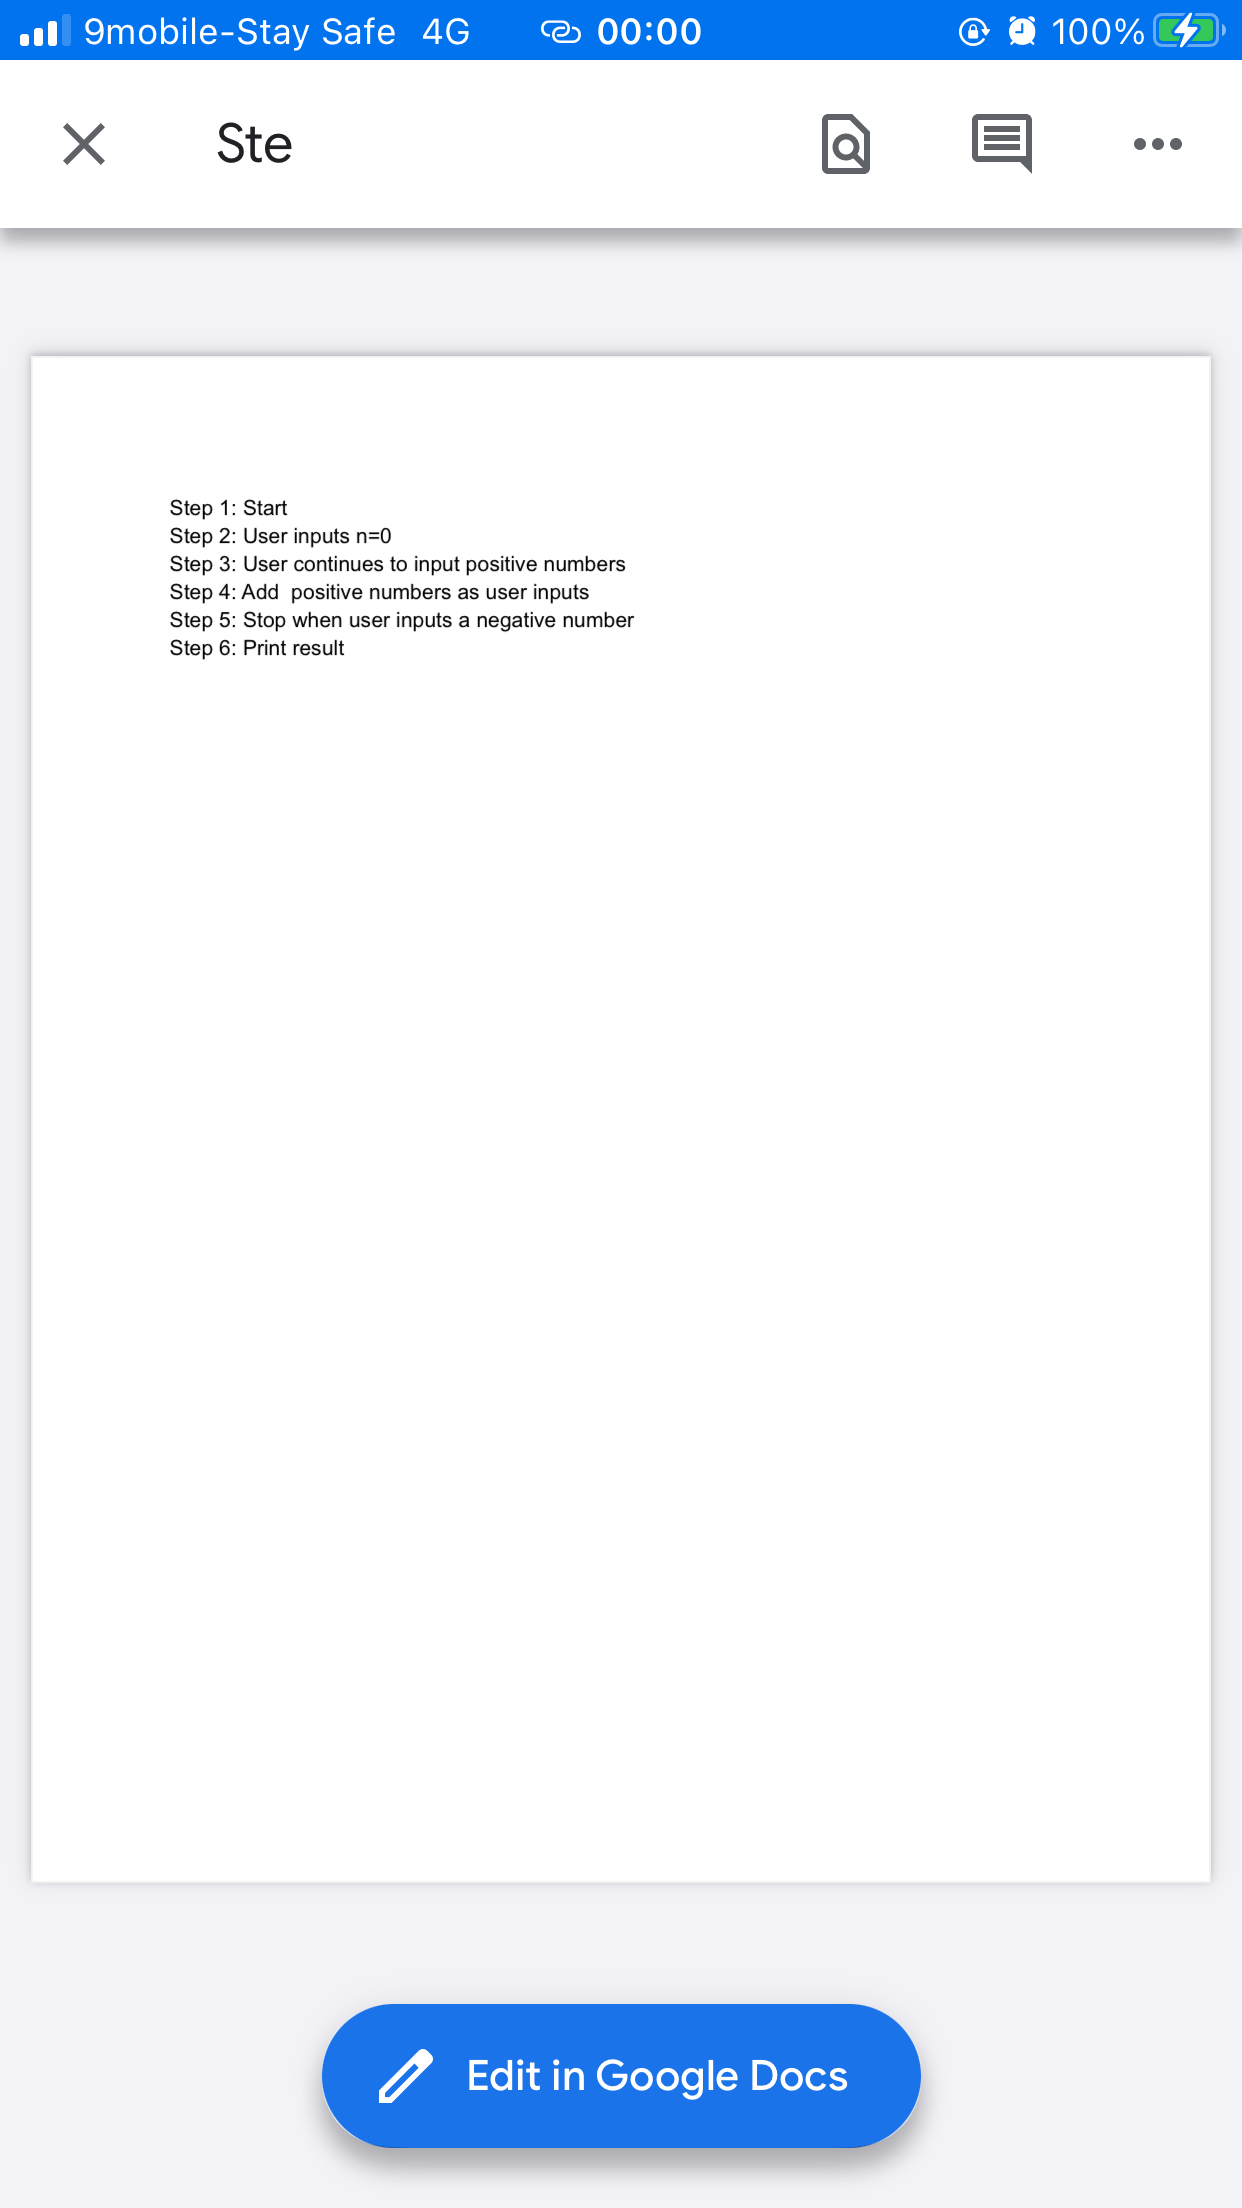 9mobile-Stay Safe 4G 00:00 100%
Ste
Step 1: Start
Step 2: User inputs n=0
Step 3: User continues to input positive numbers
Step 4: Add  positive numbers as user inputs
Step 5: Stop when user inputs a negative number
Step 6: Print result
Edit in Google Docs